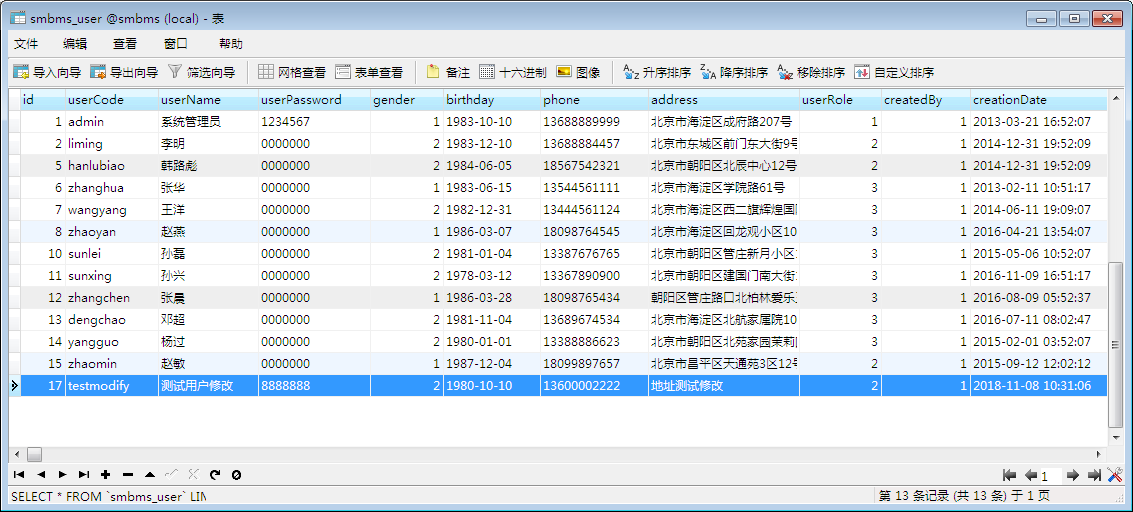 smbms_user @smbms (local) - 表
文件 编辑 查看 窗口 帮助
导入向导 导出向导 筛选向导 网格查看 表单查看 备注 十六进制 图像 升序排序 降序排序 移除排序 自定义排序
id userCode userName userPassword gender birthday phone address userRole createdBy creationDate
1 admin 系统管理员 1234567 1 1983-10-10 13688889999 北京市海淀区成府路207号 1 1 2013-03-21 16:52:07
2 liming 李明 0000000 2 1983-12-10 13688884457 北京市东城区前门东大街9号 2 1 2014-12-31 19:52:09
5 hanlubiao 韩路彪 0000000 2 1984-06-05 18567542321 北京市朝阳区北辰中心12号 2 1 2014-12-31 19:52:09
6 zhanghua 张华 0000000 1 1983-06-15 13544561111 北京市海淀区学院路61号 3 1 2013-02-11 10:51:17
7 wangyang 王洋 0000000 2 1982-12-31 13444561124 北京市海淀区西二旗辉煌国 3 1 2014-06-11 19:09:07
8 zhaoyan 赵燕 0000000 1 1986-03-07 18098764545 北京市海淀区回龙观小区10 3 1 2016-04-21 13:54:07
10 sunlei 孙磊 0000000 2 1981-01-04 13387676765 北京市朝阳区管庄新月小区 3 1 2015-05-06 10:52:07
11 sunxing 孙兴 0000000 2 1978-03-12 13367890900 北京市朝阳区建国门南大街 3 1 2016-11-09 16:51:17
12 zhangchen 张晨 0000000 1 1986-03-28 18098765434 朝阳区管庄路口北柏林爱乐 3 1 2016-08-09 05:52:37
13 dengchao 邓超 0000000 2 1981-11-04 13689674534 北京市海淀区北航家属院10 3 1 2016-07-11 08:02:47
14 yangguo 杨过 0000000 2 1980-01-01 13388886623 北京市朝阳区北苑家园茉莉 3 1 2015-02-01 03:52:07
15 zhaomin 赵敏 0000000 1 1987-12-04 18099897657 北京市昌平区天通苑3区12号 2 1 2015-09-12 12:02:12
17 testmodify 测试用户修改 8888888 2 1980-10-10 13600002222 地址测试修改 2 1 2018-11-08 10:31:06
1
SELECT * FROM `smbms_user` LIM 第 13 条记录 (共 13 条) 于 1 页